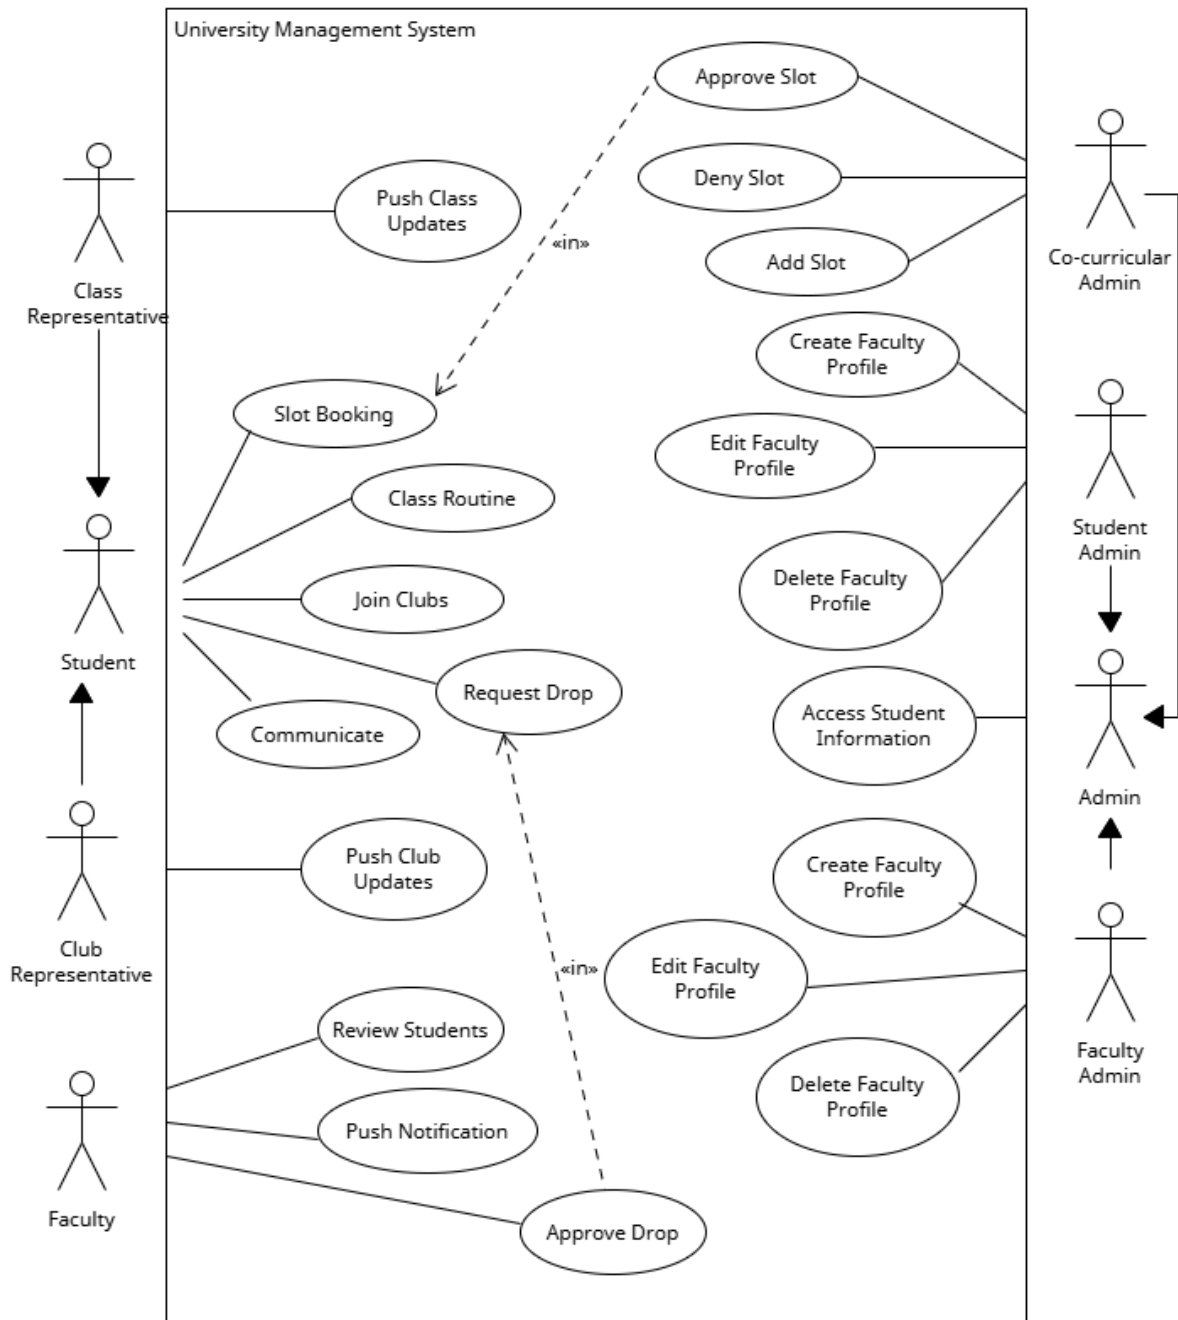 University Management System
Approve Slot
Deny Slot
Push Class
Updates
«in»
Add Slot
Co-curricular
Admin
Class
Representative
Create Faculty
Profile
Slot Booking
Edit Faculty
Profile
Class Routine
Student
Admin
Delete Faculty
Profile
Join Clubs
Student
Request Drop
Access Student
Information
Communicate
Admin
Push Club
Updates
Create Faculty
Profile
Club
Representative
«in»
Edit Faculty
Profile
Review Students
Faculty
Admin
Delete Faculty
Profile
Push Notification
Faculty
Approve Drop